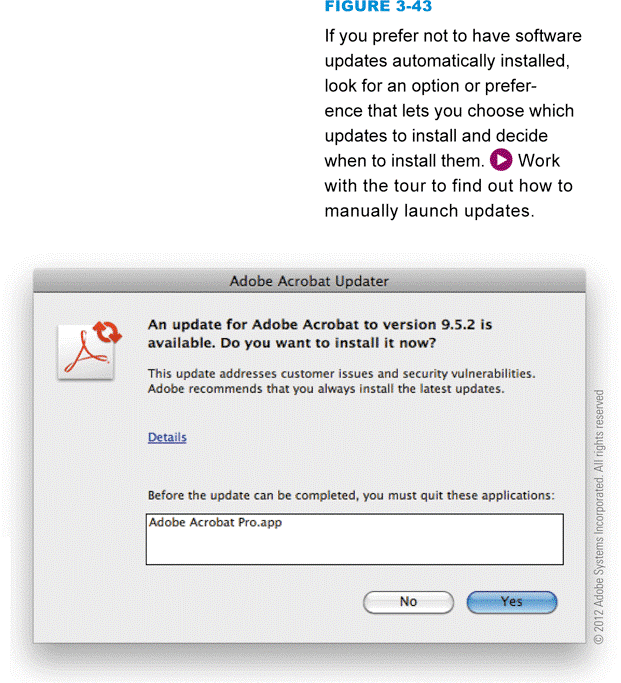 FIGURE 3-43
If you prefer not to have software
updates automatically installed,
look for an option or prefer-
ence that lets you choose which
updates to install and decide
when to install them. Work
with the tour to find out how to
manually launch updates.
Adobe Acrobat Updater
An update for Adobe Acrobat to version 9.5.2 is
available. Do you want to install it now?
This update addresses customer issues and security vulnerabilities.
Adobe recommends that you always install the latest updates.
Details
Before the update can be completed, you must quit these applications:
Adobe Acrobat Pro.app
No
Yes
© 2012 Adobe Systems Incorporated. All rights reserved